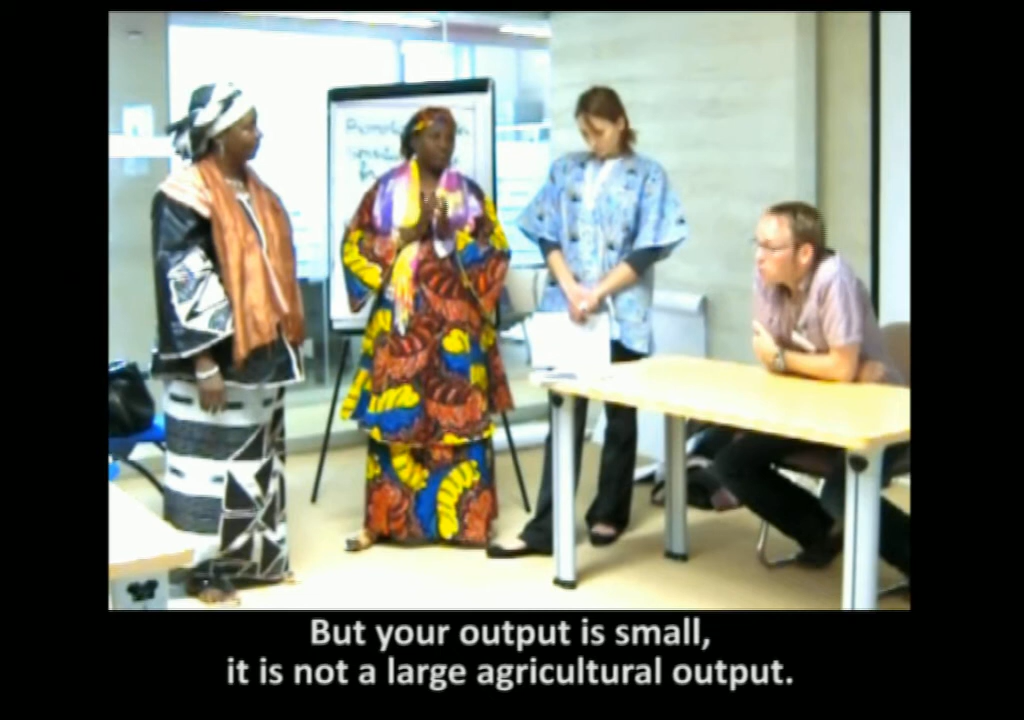 But your output is small,
it is not a large agricultural output.